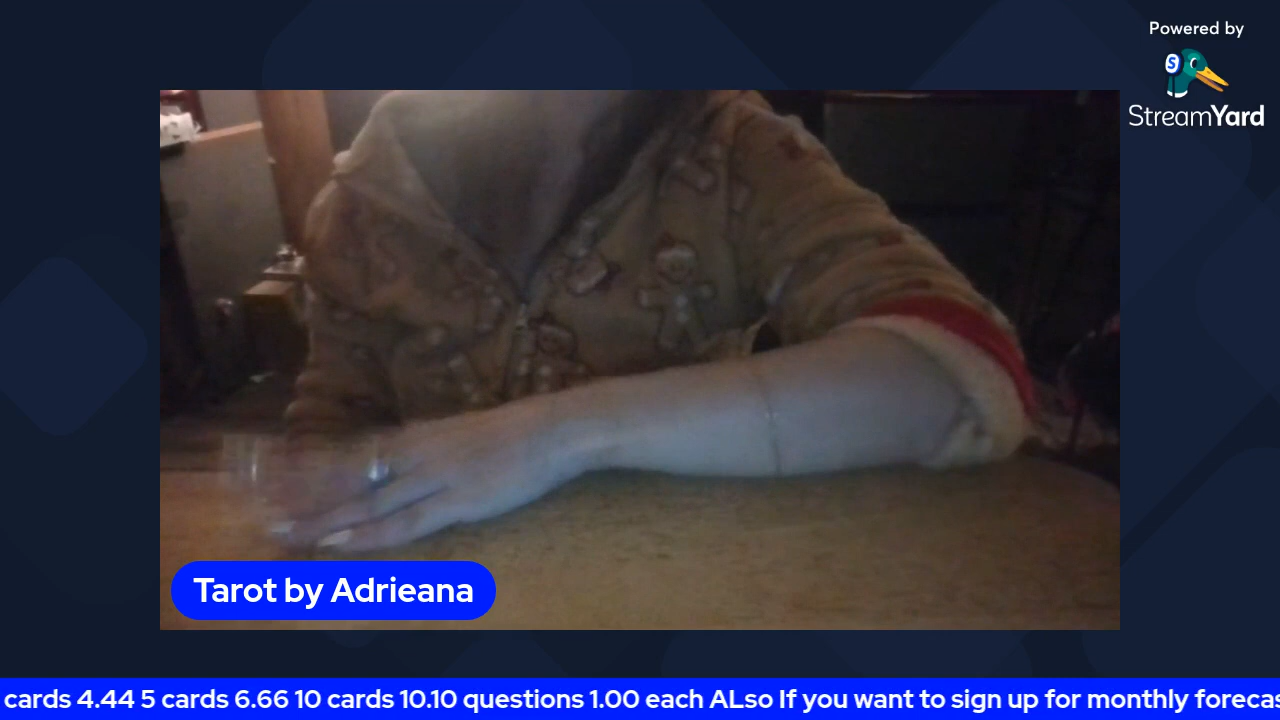 Powered by
StreamYard
Tarot by Adrieana
cards 4.44 5 cards 6.66 10 cards 10.10 questions 1.00 each ALso If you want to sign up for monthly